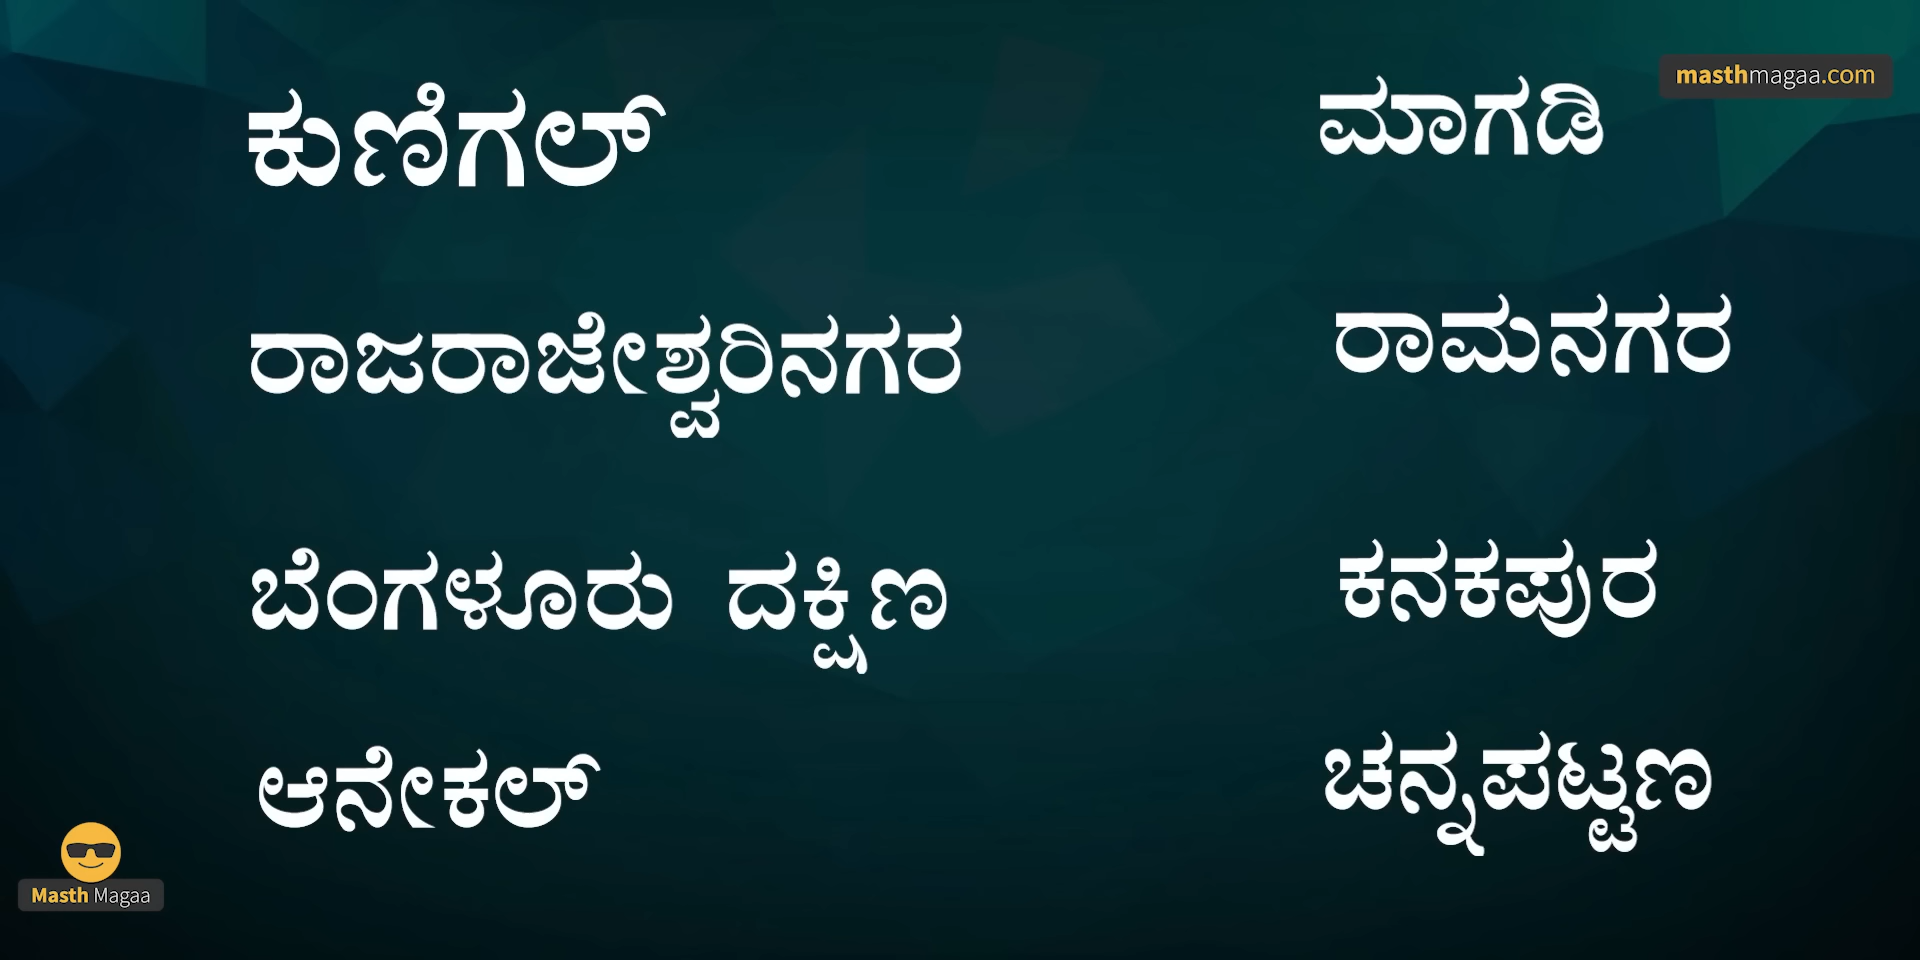 masthmagaa.com
ಕುಣಿಗಲ್ ಮಾಗಡಿ
ರಾಜರಾಜೇಶ್ವರಿನಗರ ರಾಮನಗರ
ಬೆಂಗಳೂರು ದಕ್ಷಿಣ ಕನಕಪುರ
ಆನೇಕಲ್ ಚನ್ನಪಟ್ಟಣ
Masth Magaa